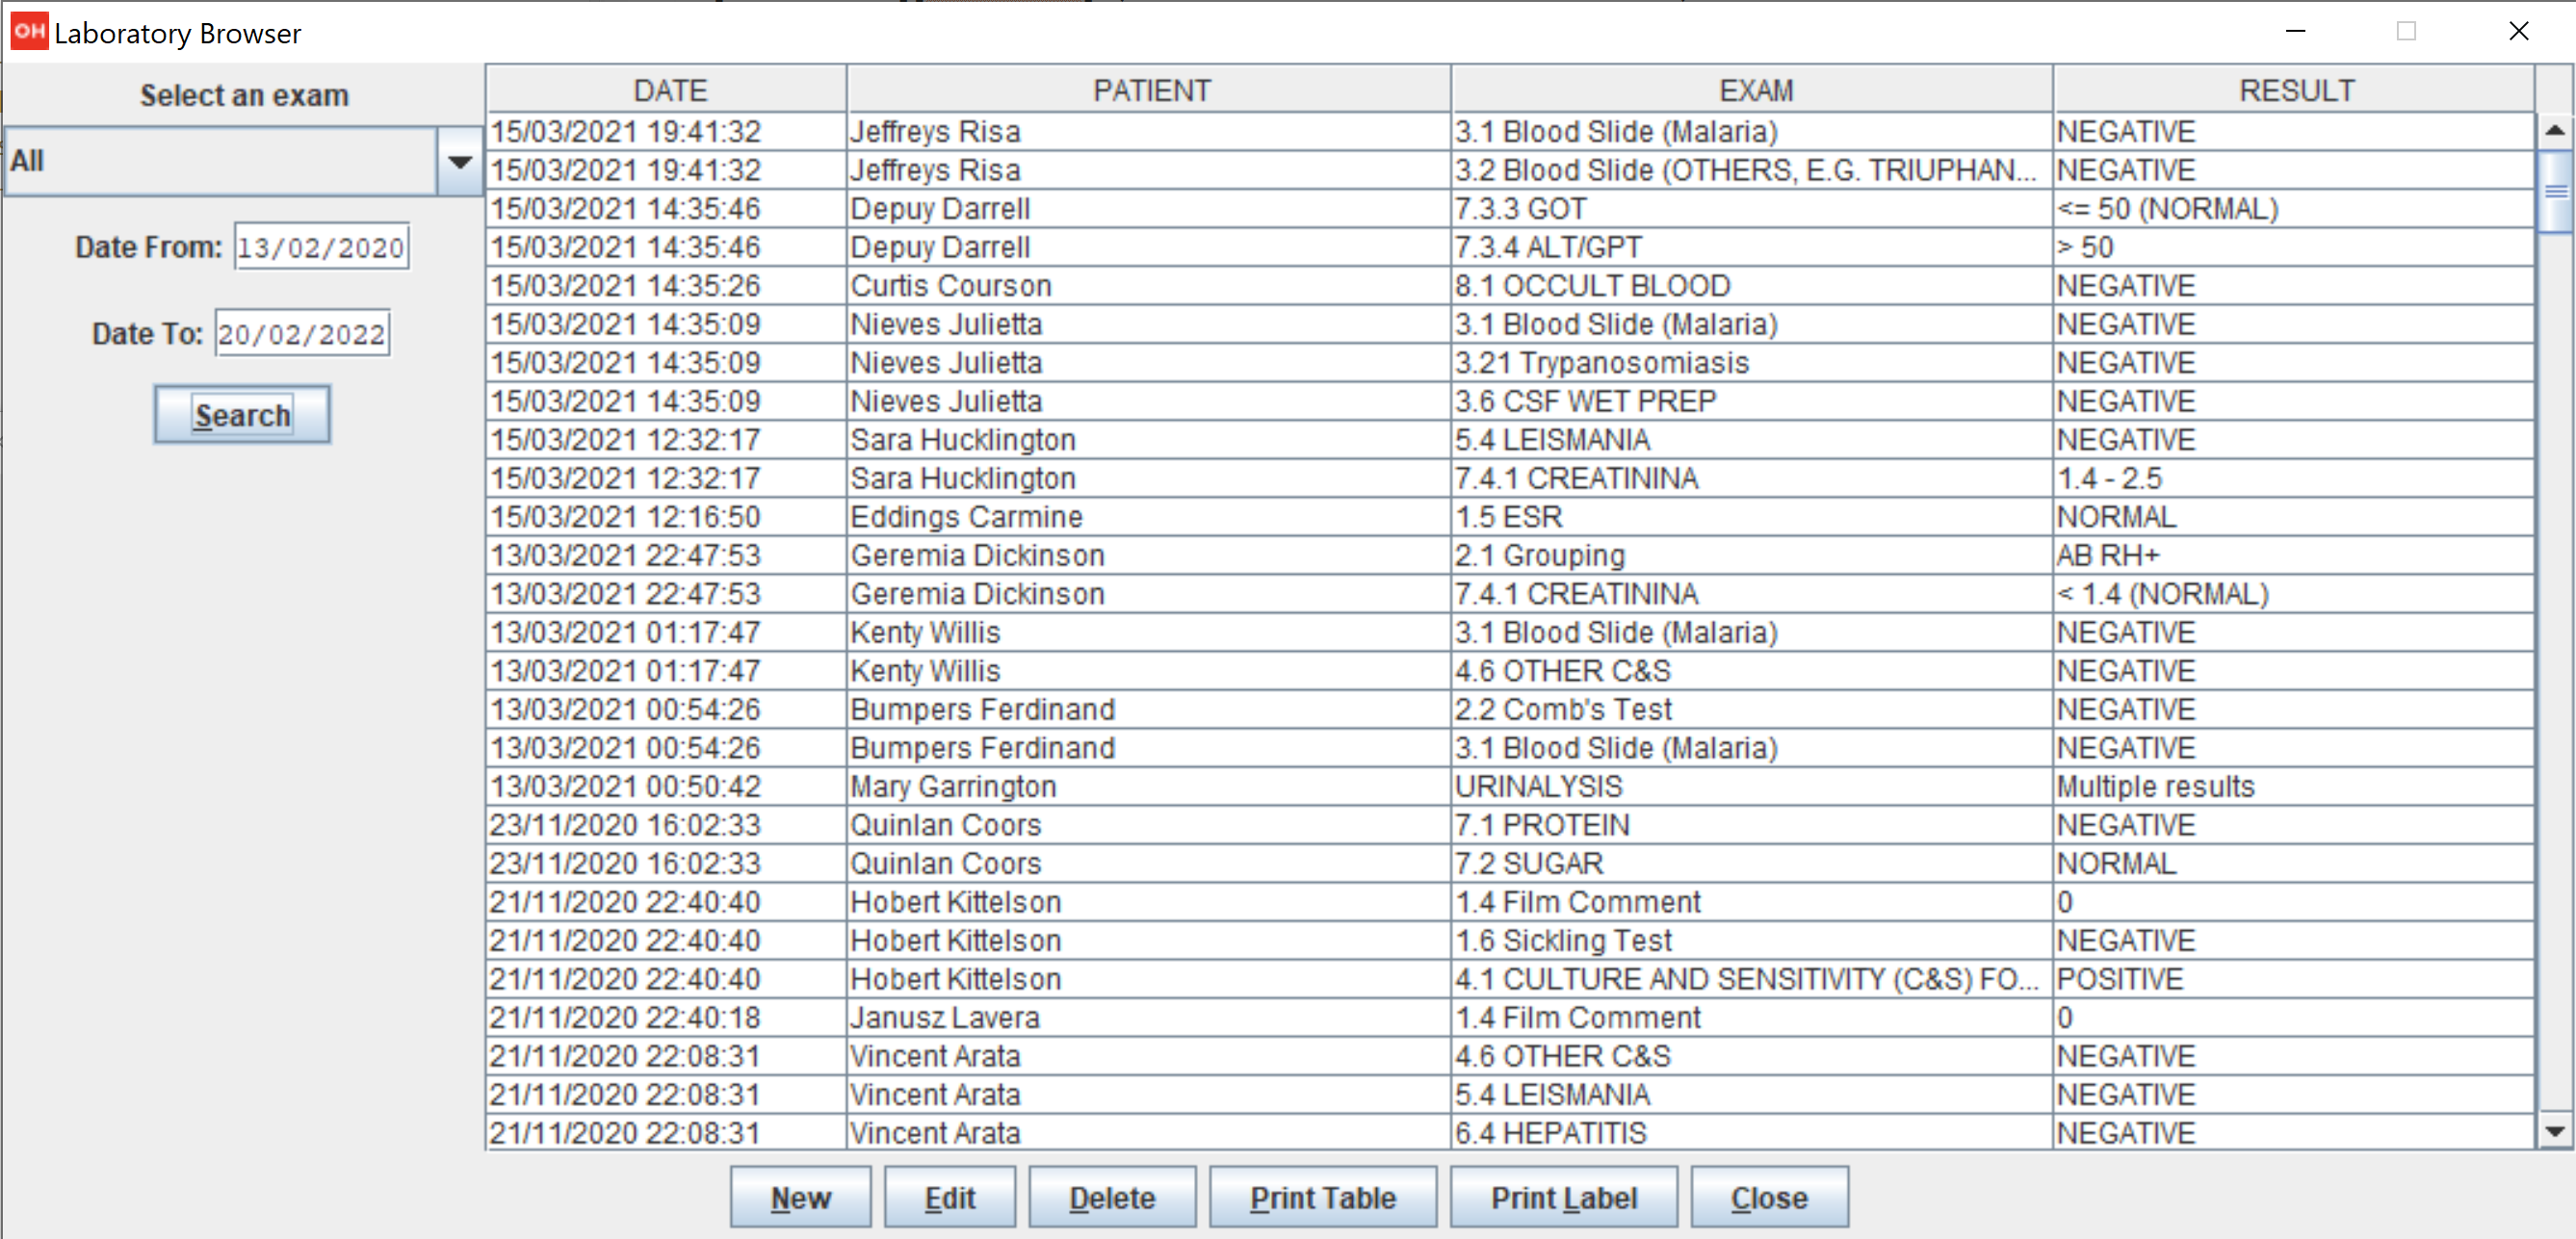 OH Laboratory Browser
Select an exam
All
Date From: 13/02/2020
Date To: 20/02/2022
Search
DATE PATIENT EXAM RESULT
15/03/2021 19:41:32 Jeffreys Risa 3.1 Blood Slide (Malaria) NEGATIVE
15/03/2021 19:41:32 Jeffreys Risa 3.2 Blood Slide (OTHERS, E.G. TRIUPHAN... NEGATIVE
15/03/2021 14:35:46 Depuy Darrell 7.3.3 GOT <= 50 (NORMAL)
15/03/2021 14:35:46 Depuy Darrell 7.3.4 ALT/GPT > 50
15/03/2021 14:35:26 Curtis Courson 8.1 OCCULT BLOOD NEGATIVE
15/03/2021 14:35:09 Nieves Julietta 3.1 Blood Slide (Malaria) NEGATIVE
15/03/2021 14:35:09 Nieves Julietta 3.21 Trypanosomiasis NEGATIVE
15/03/2021 14:35:09 Nieves Julietta 3.6 CSF WET PREP NEGATIVE
15/03/2021 12:32:17 Sara Hucklington 5.4 LEISMANIA NEGATIVE
15/03/2021 12:32:17 Sara Hucklington 7.4.1 CREATININA 1.4 - 2.5
15/03/2021 12:16:50 Eddings Carmine 1.5 ESR NORMAL
13/03/2021 22:47:53 Geremia Dickinson 2.1 Grouping AB RH+
13/03/2021 22:47:53 Geremia Dickinson 7.4.1 CREATININA < 1.4 (NORMAL)
13/03/2021 01:17:47 Kenty Willis 3.1 Blood Slide (Malaria) NEGATIVE
13/03/2021 01:17:47 Kenty Willis 4.6 OTHER C&S NEGATIVE
13/03/2021 00:54:26 Bumpers Ferdinand 2.2 Comb's Test NEGATIVE
13/03/2021 00:54:26 Bumpers Ferdinand 3.1 Blood Slide (Malaria) NEGATIVE
13/03/2021 00:50:42 Mary Garrington URINALYSIS Multiple results
23/11/2020 16:02:33 Quinlan Coors 7.1 PROTEIN NEGATIVE
23/11/2020 16:02:33 Quinlan Coors 7.2 SUGAR NORMAL
21/11/2020 22:40:40 Hobert Kittelson 1.4 Film Comment 0
21/11/2020 22:40:40 Hobert Kittelson 1.6 Sickling Test NEGATIVE
21/11/2020 22:40:40 Hobert Kittelson 4.1 CULTURE AND SENSITIVITY (C&S) FO... POSITIVE
21/11/2020 22:40:18 Janusz Lavera 1.4 Film Comment 0
21/11/2020 22:08:31 Vincent Arata 4.6 OTHER C&S NEGATIVE
21/11/2020 22:08:31 Vincent Arata 5.4 LEISMANIA NEGATIVE
21/11/2020 22:08:31 Vincent Arata 6.4 HEPATITIS NEGATIVE
New Edit Delete Print Table Print Label Close